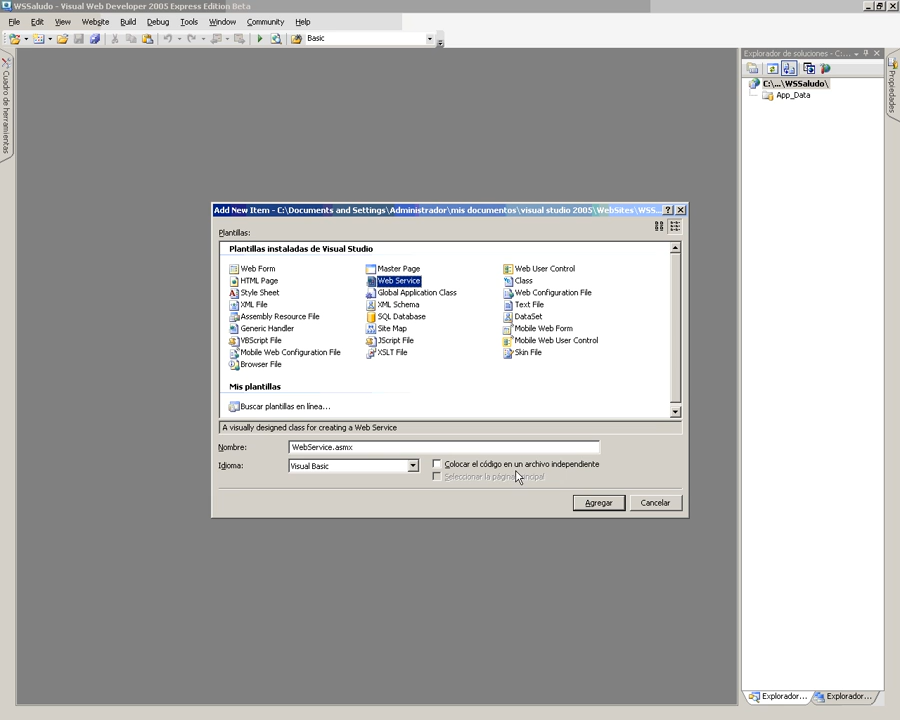 WSSaludo - Visual Web Developer 2005 Express Edition Beta
File Edit View Website Build Debug Tools Window Community Help
Basic
Cuadro de herramientas
Explorador de soluciones - C:...
C:\...\WSSaludo\
App_Data
Propiedades
Add New Item - C:\Documents and Settings\Administrador\mis documentos\visual studio 2005\WebSites\WSS...
Plantillas:
Plantillas instaladas de Visual Studio
Web Form Master Page Web User Control
HTML Page Web Service Class
Style Sheet Global Application Class Web Configuration File
XML File XML Schema Text File
Assembly Resource File SQL Database DataSet
Generic Handler Site Map Mobile Web Form
VBScript File JScript File Mobile Web User Control
Mobile Web Configuration File XSLT File Skin File
Browser File
Mis plantillas
Buscar plantillas en línea...
A visually designed class for creating a Web Service
Nombre: WebService.asmx
Idioma: Visual Basic Colocar el código en un archivo independiente
Seleccionar la página principal
Agregar Cancelar
Explorador... Explorador...